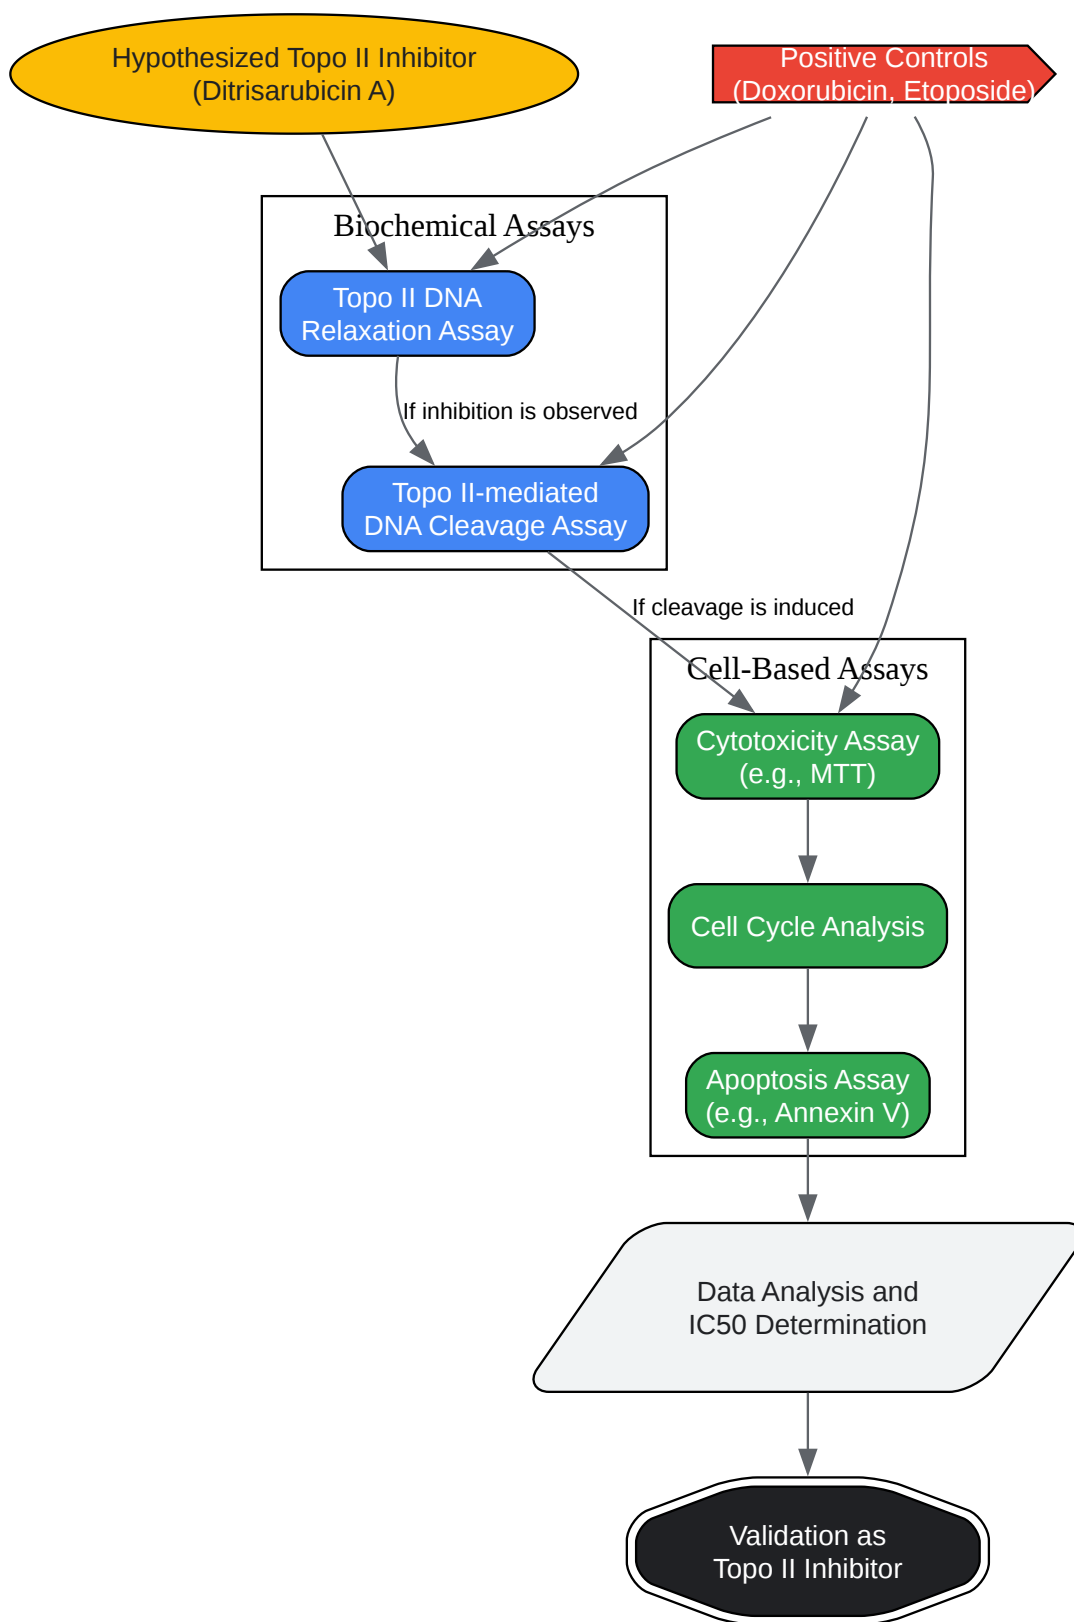 Hypothesized Topo II Inhibitor
(Ditrisarubicin A)
Positive Controls
(Doxorubicin, Etoposide)
Biochemical Assays
Topo II DNA
Relaxation Assay
If inhibition is observed
Topo II-mediated
DNA Cleavage Assay
If cleavage is induced
Cell-Based Assays
Cytotoxicity Assay
(e.g., MTT)
Cell Cycle Analysis
Apoptosis Assay
(e.g., Annexin V)
Data Analysis and
IC50 Determination
Validation as
Topo II Inhibitor